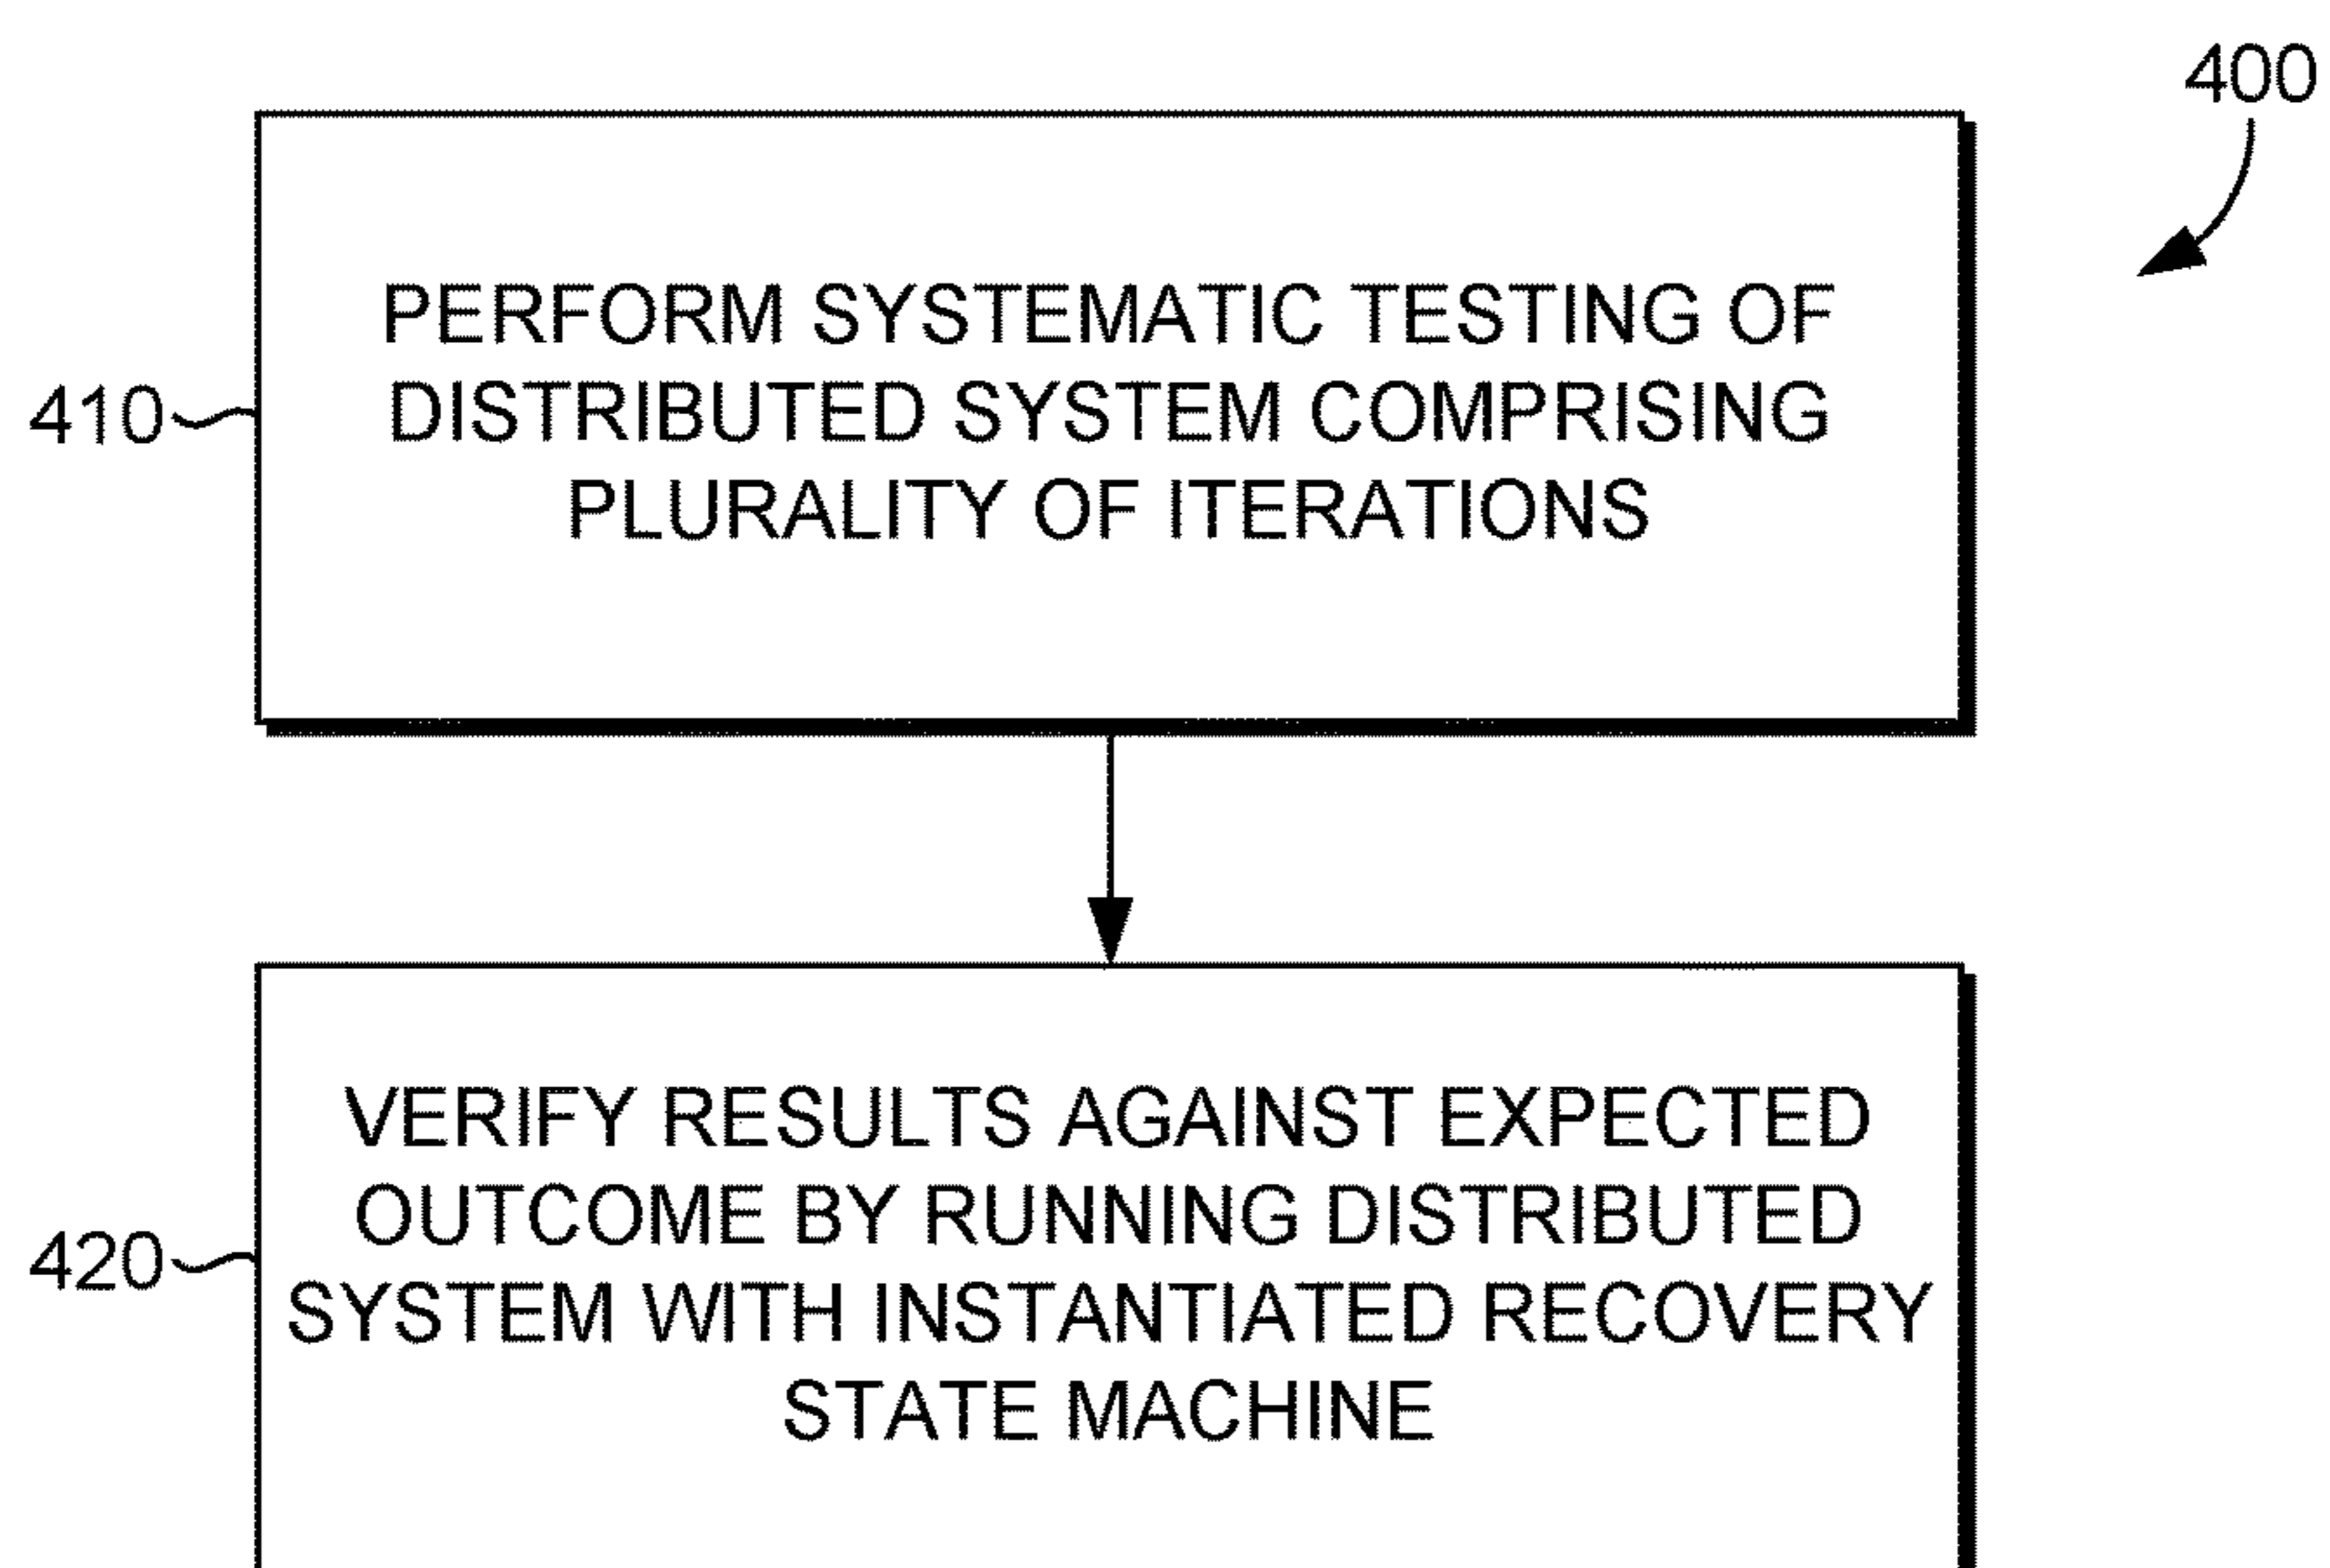 400
PERFORM SYSTEMATIC TESTING OF
DISTRIBUTED SYSTEM COMPRISING
PLURALITY OF ITERATIONS
410
VERIFY RESULTS AGAINST EXPECTED
OUTCOME BY RUNNING DISTRIBUTED
SYSTEM WITH INSTANTIATED RECOVERY
STATE MACHINE
420